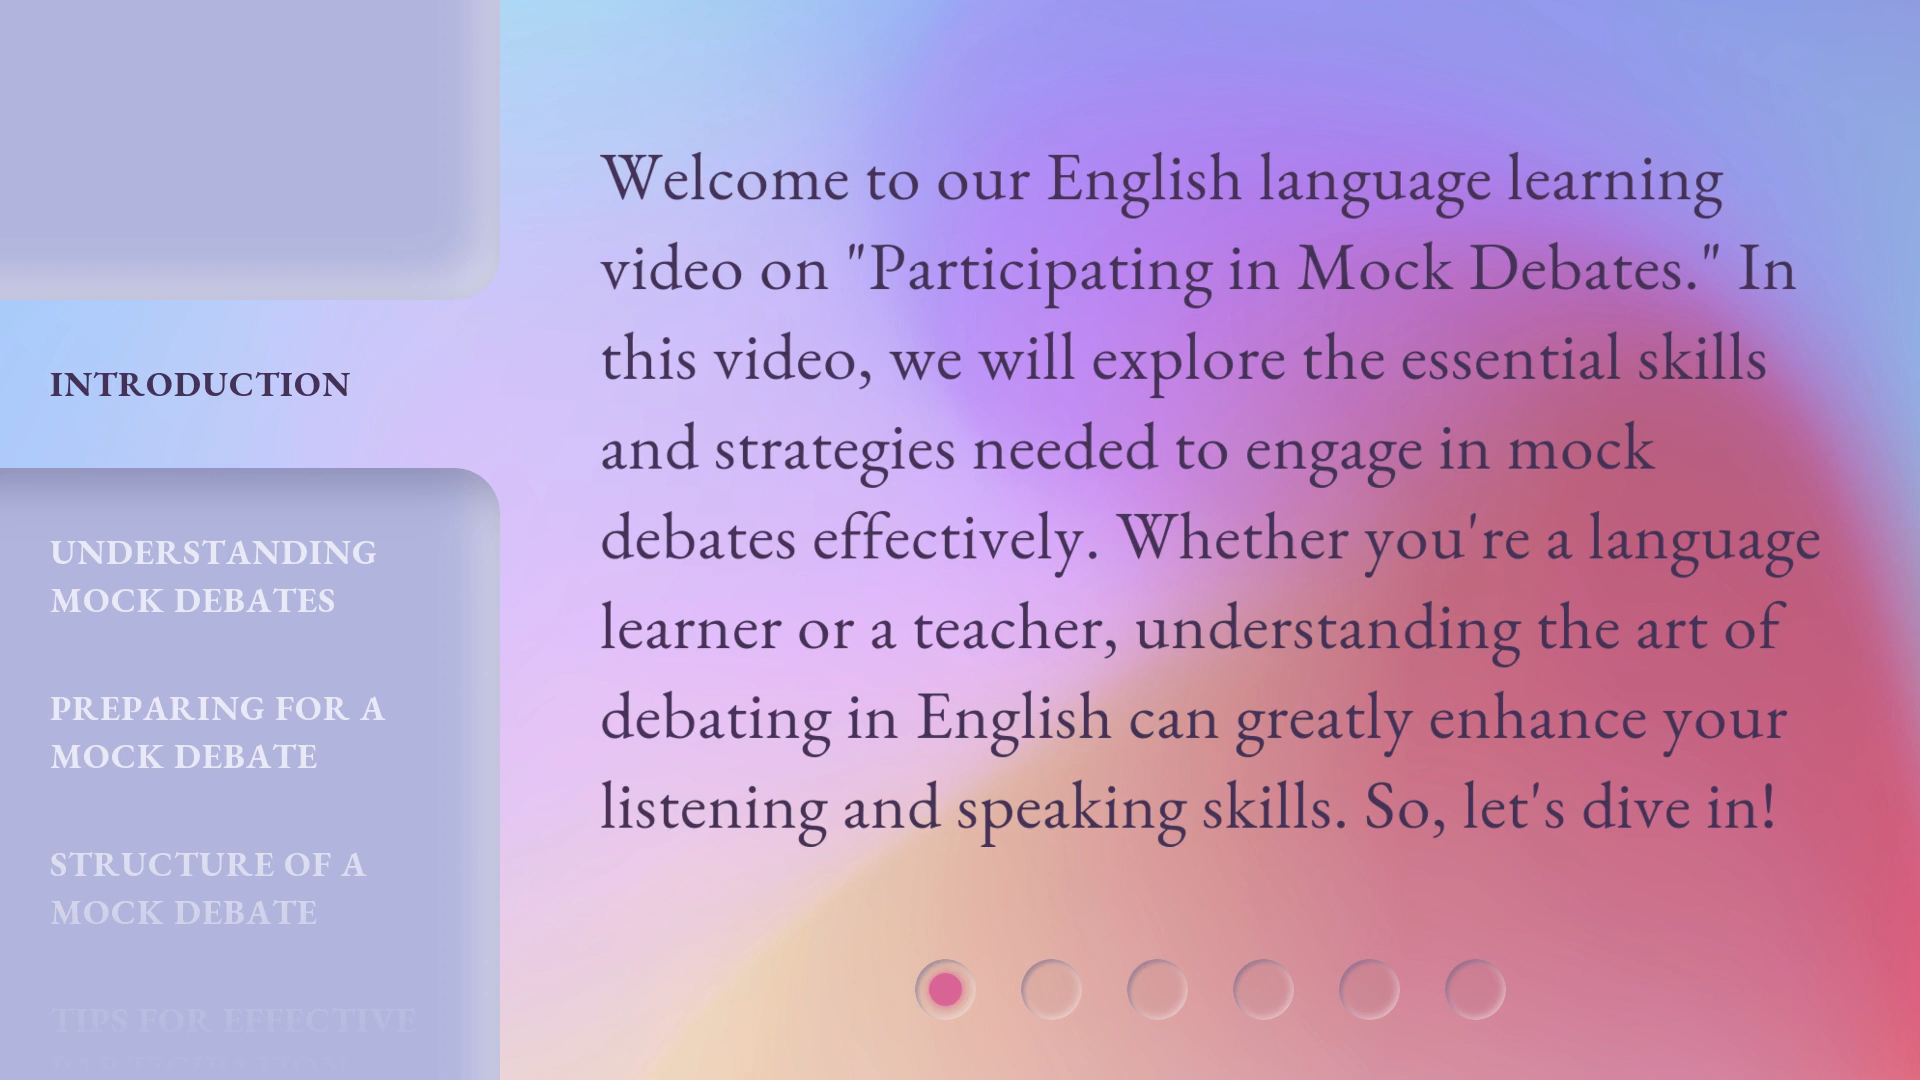 INTRODUCTION
UNDERSTANDING
MOCK DEBATES
PREPARING FOR A
MOCK DEBATE
STRUCTURE OF A
MOCK DEBATE
TIPS FOR EFFECTIVE
Welcome to our English language learning
video on "Participating in Mock Debates." In
this video, we will explore the essential skills
and strategies needed to engage in mock
debates effectively. Whether you're a language
learner or a teacher, understanding the art of
debating in English can greatly enhance your
listening and speaking skills. So, let's dive in!